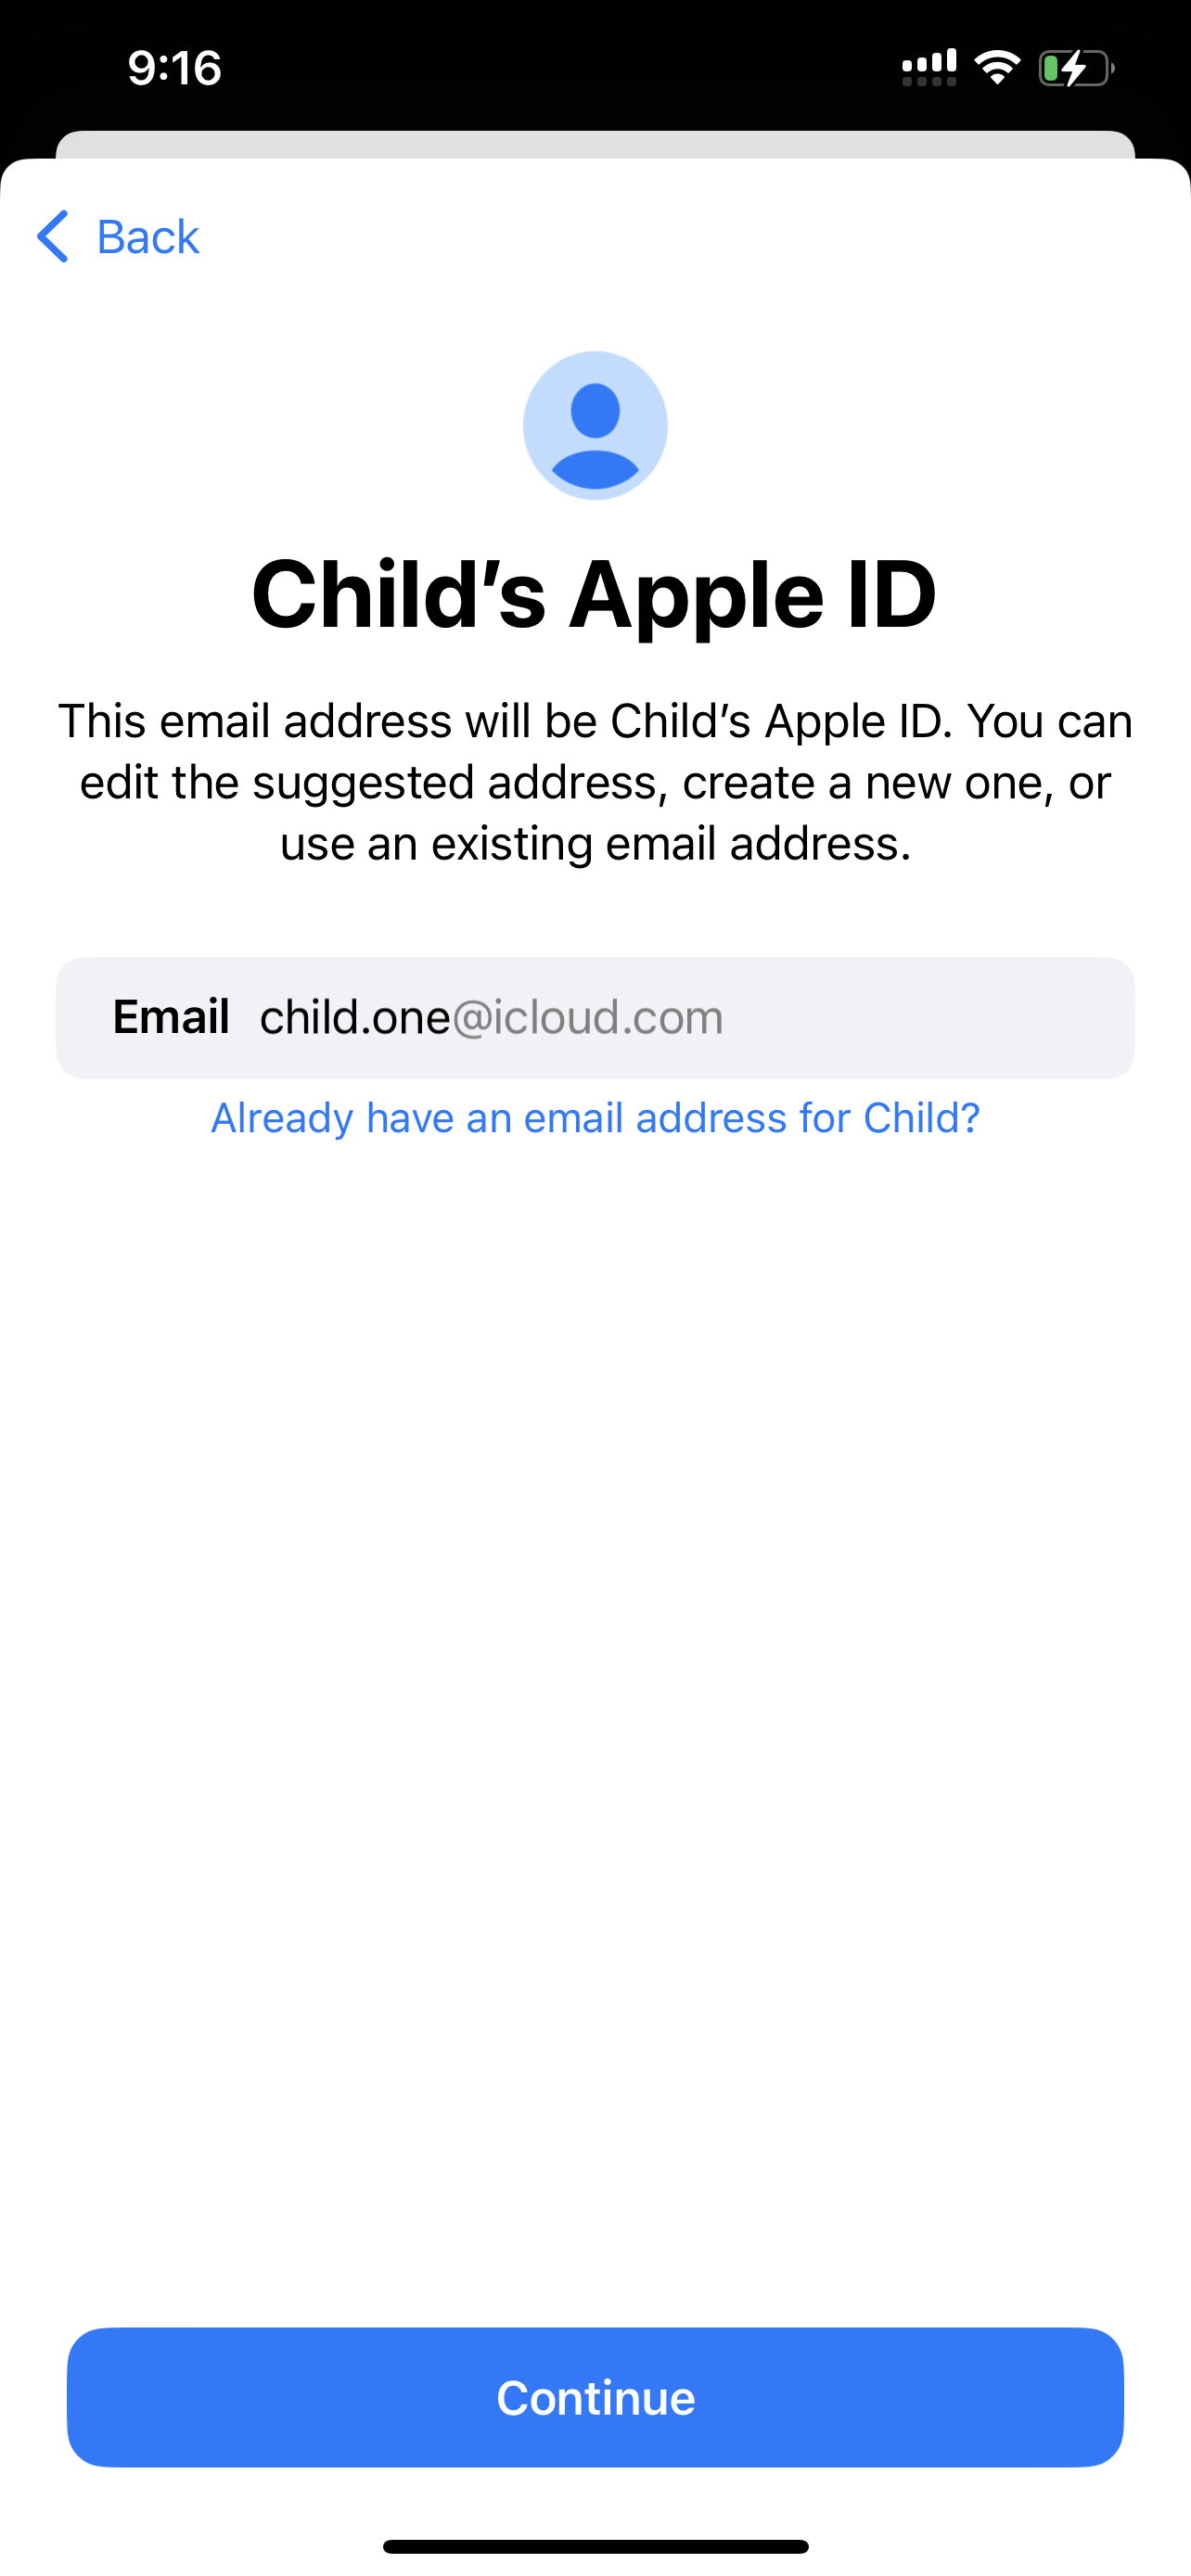 9:16
Back
Child’s Apple ID
This email address will be Child’s Apple ID. You can
edit the suggested address, create a new one, or
use an existing email address.
Email child.one@icloud.com
Already have an email address for Child?
Continue